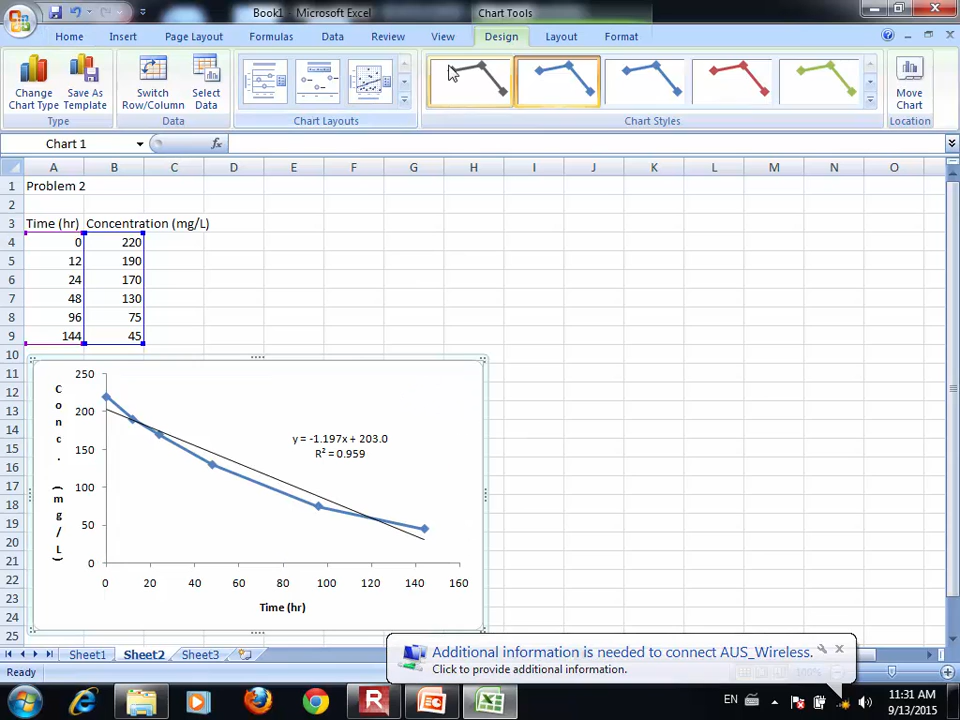 Book1 - Microsoft Excel
Chart Tools
Home Insert Page Layout Formulas Data Review View Design Layout Format
Change Chart Type
Save As Template
Switch Row/Column
Select Data
Move Chart
Type Data Chart Layouts Chart Styles Location
Chart 1 fx
A B C D E F G H I J K L M N O
1 Problem 2
2
3 Time (hr) Concentration (mg/L)
4 0 220
5 12 190
6 24 170
7 48 130
8 96 75
9 144 45
10
11
12
13
14
15
16
17
18
19
20
21
22
23
24
25
250
200
150
100
50
0
Conc. (mg/L)
y = -1.197x + 203.0
R² = 0.959
0 20 40 60 80 100 120 140 160
Time (hr)
Sheet1 Sheet2 Sheet3
Ready
100%
Additional information is needed to connect AUS_Wireless.
Click to provide additional information.
EN
11:31 AM
9/13/2015